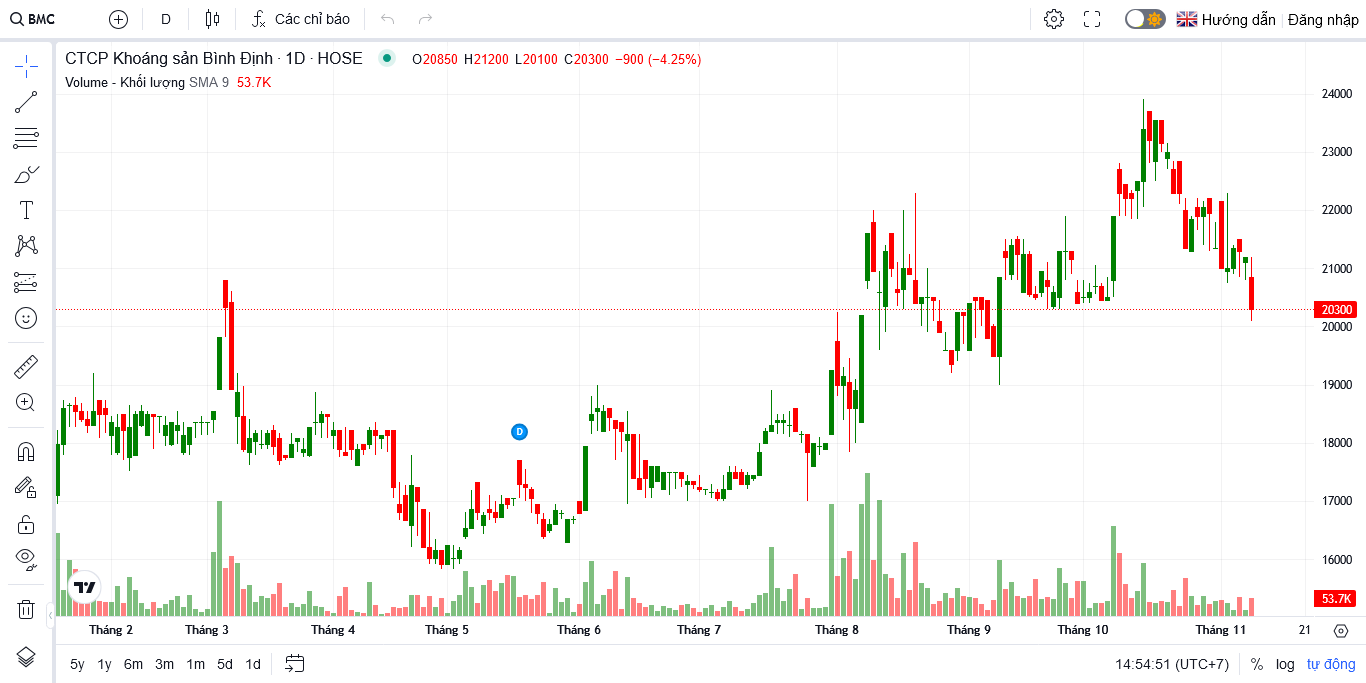 BMC D Các chỉ báo Hướng dẫn Đăng nhập
CTCP Khoáng sản Bình Định · 1D · HOSE O20850 H21200 L20100 C20300 −900 (−4.25%)
Volume - Khối lượng SMA 9 53.7K
24000
23000
22000
21000
20300
20000
19000
18000
17000
16000
53.7K
D
T
Tháng 2 Tháng 3 Tháng 4 Tháng 5 Tháng 6 Tháng 7 Tháng 8 Tháng 9 Tháng 10 Tháng 11 21
5y 1y 6m 3m 1m 5d 1d 14:54:51 (UTC+7) % log tự động